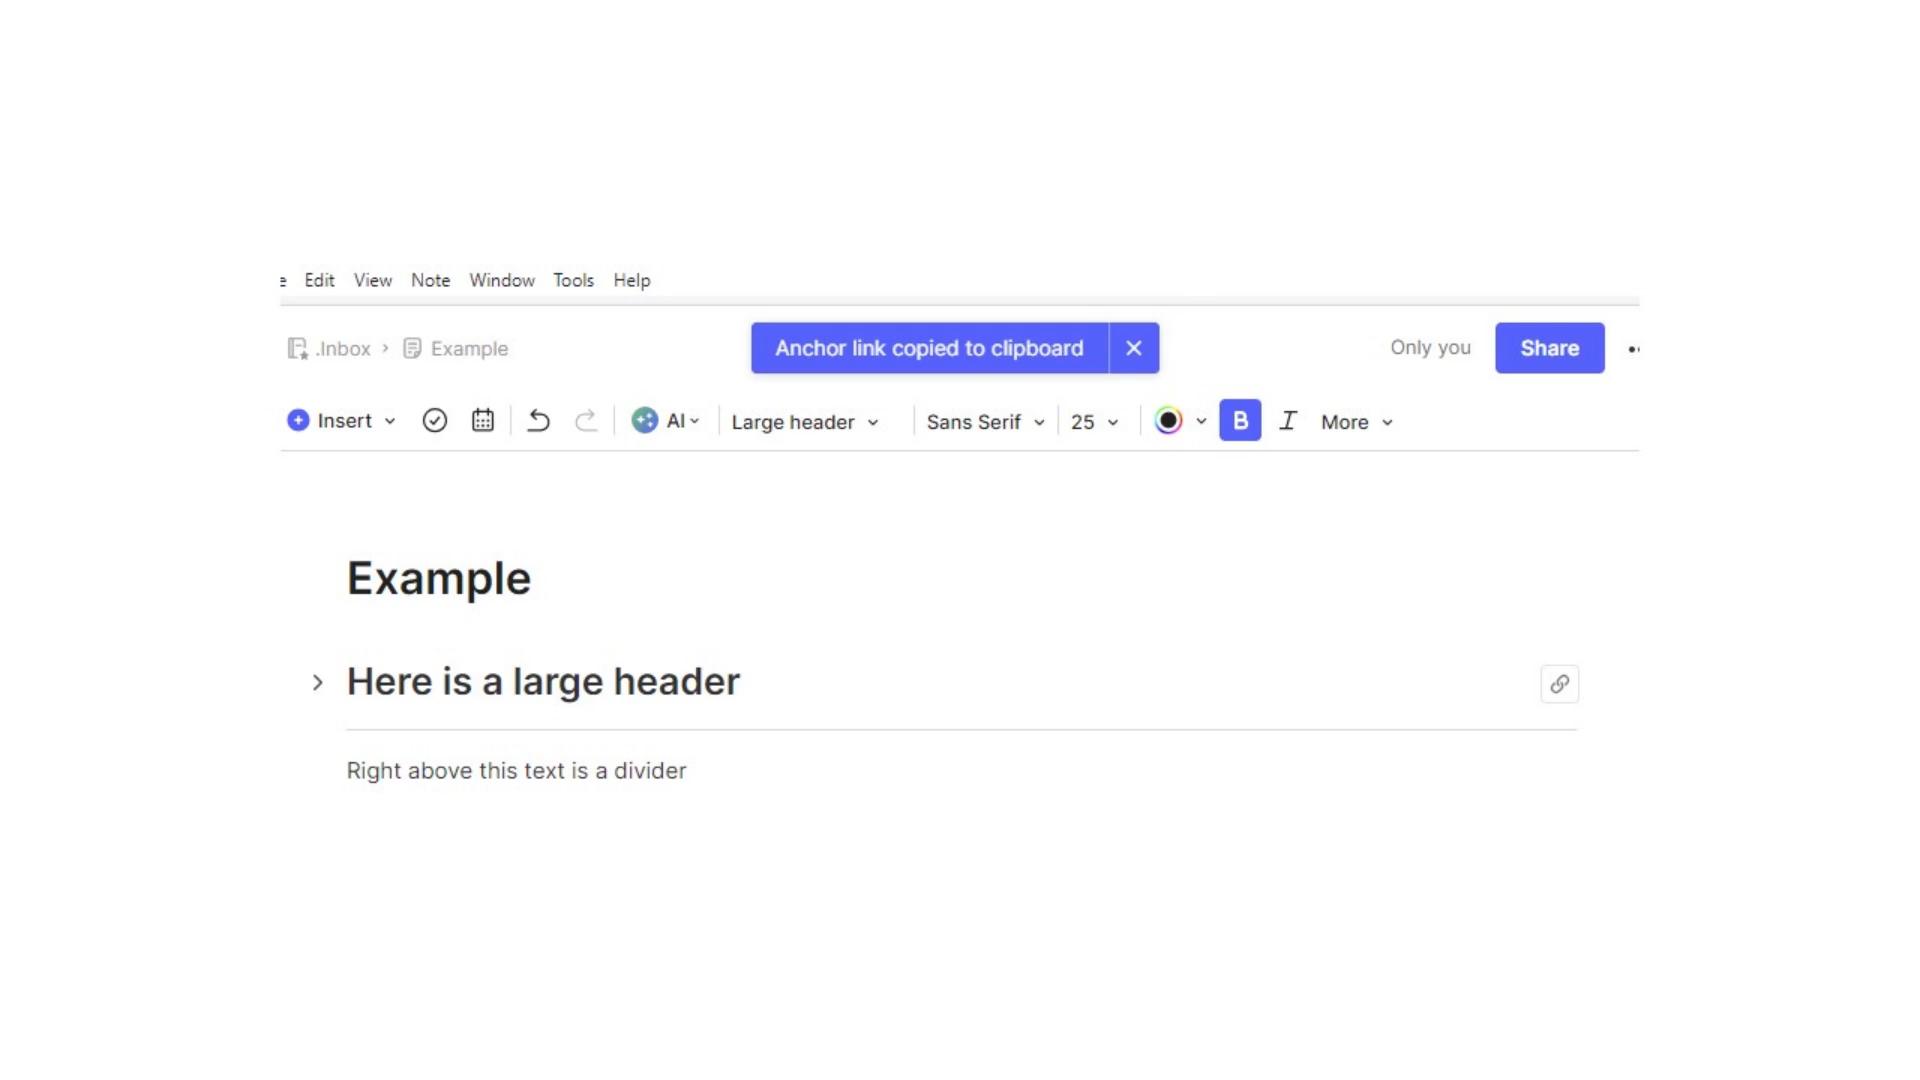 e Edit View Note Window Tools Help
.Inbox › Example Anchor link copied to clipboard Only you Share
Insert AI Large header Sans Serif 25 B I More
Example
Here is a large header
Right above this text is a divider